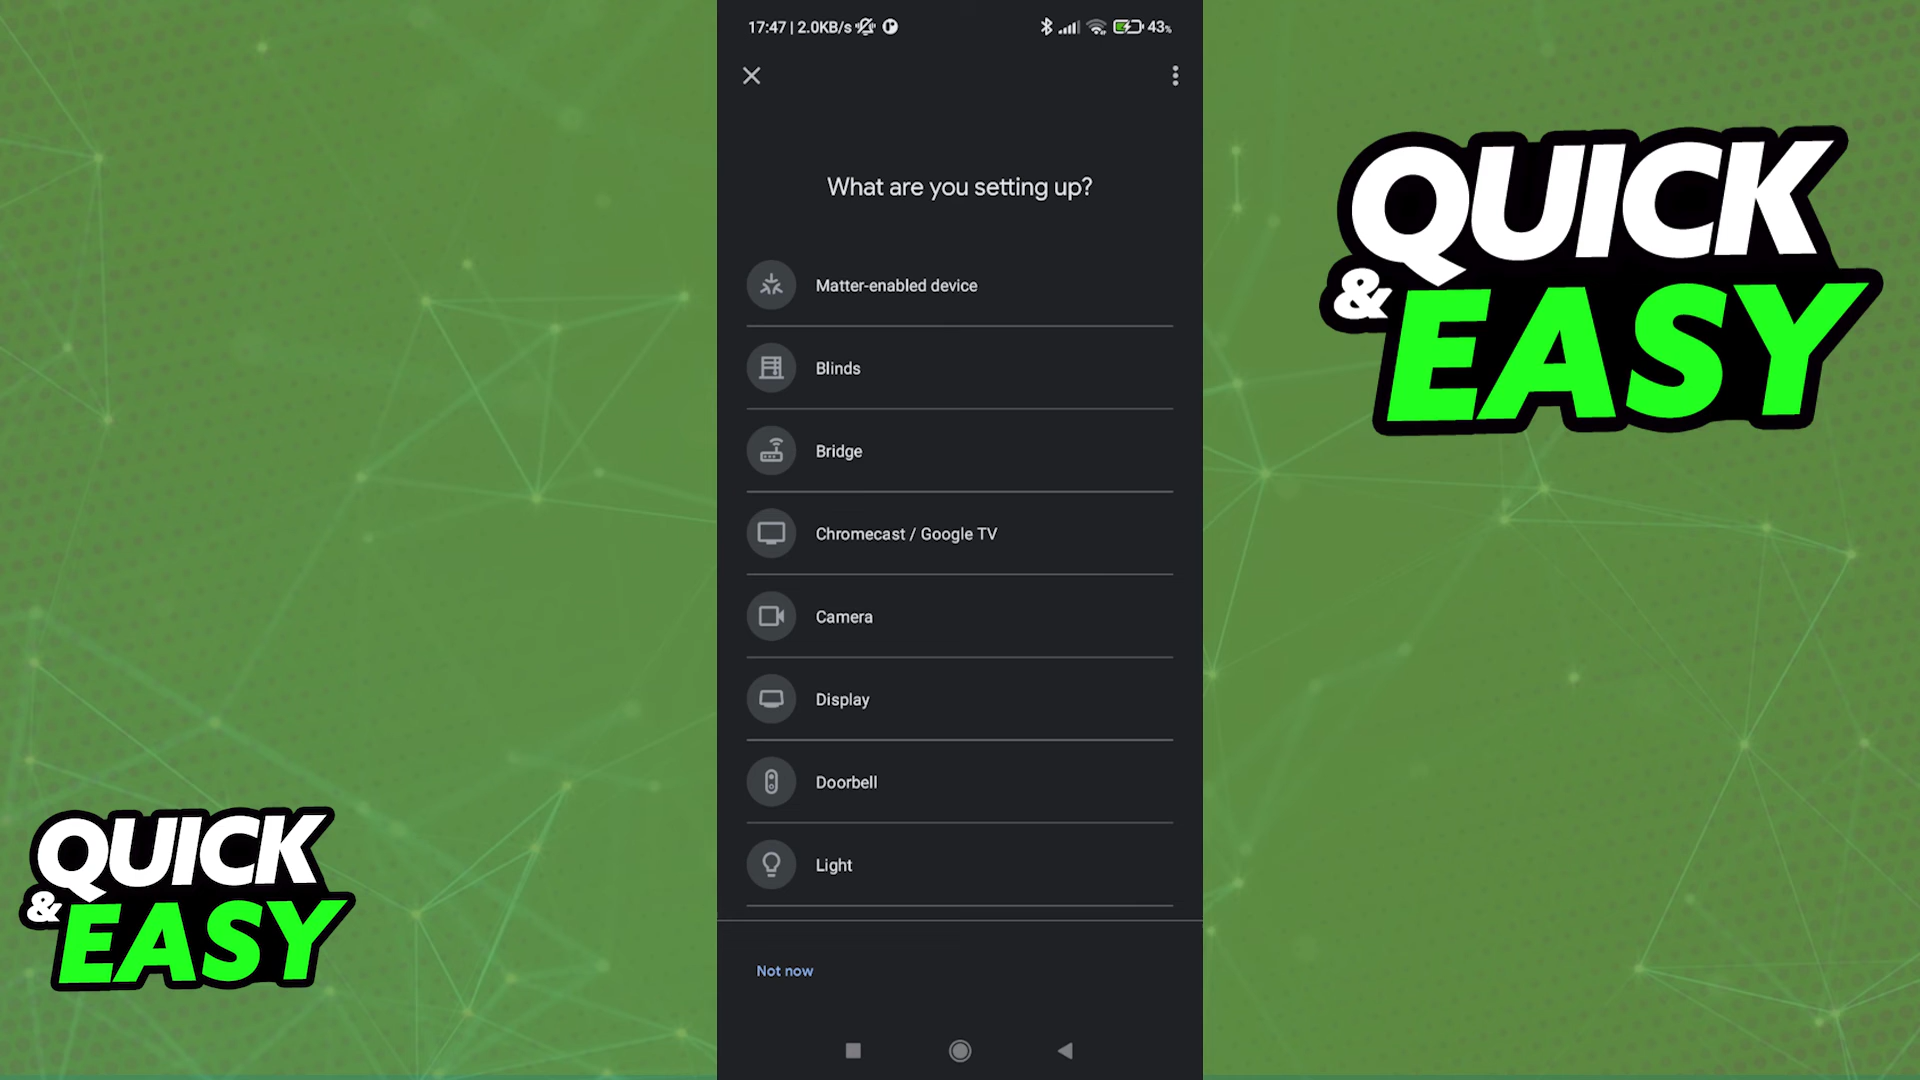 17:47 | 2.0KB/s
43%
What are you setting up?
Matter-enabled device
Blinds
Bridge
Chromecast / Google TV
Camera
Display
Doorbell
Light
Not now
QUICK
& EASY
QUICK
& EASY